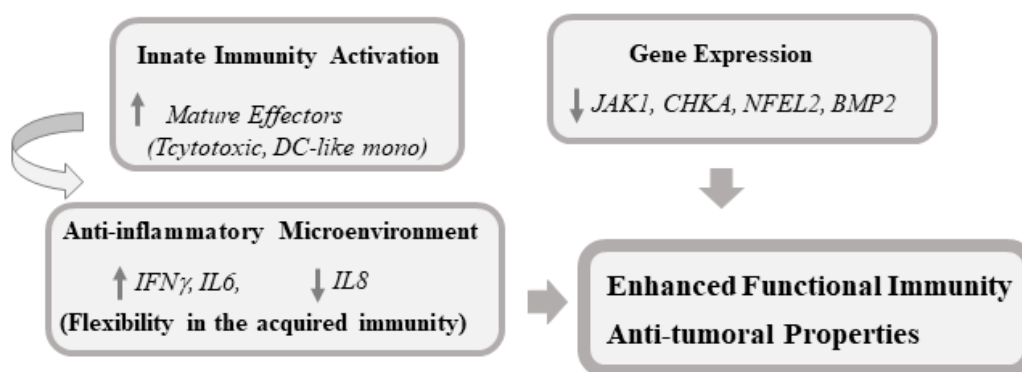 Innate Immunity Activation
↑ Mature Effectors
(Tcytotoxic, DC-like mono)
Gene Expression
↓ JAK1, CHKA, NFEL2, BMP2
Anti-inflammatory Microenvironment
↑ IFNγ, IL6, ↓ IL8
(Flexibility in the acquired immunity)
Enhanced Functional Immunity
Anti-tumoral Properties